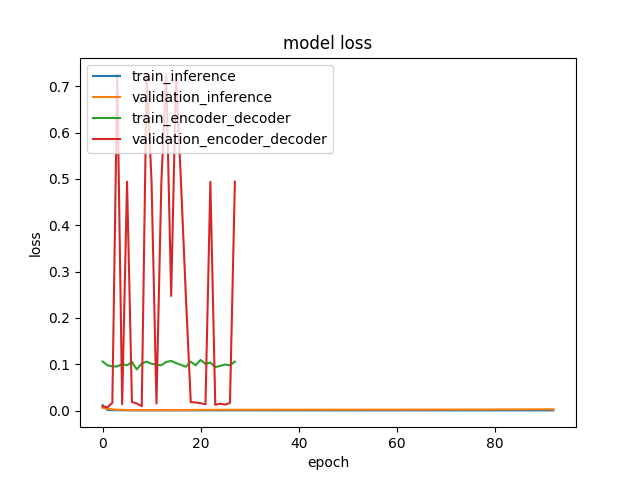 model loss
train_inference
validation_inference
train_encoder_decoder
validation_encoder_decoder
loss
0.7
0.6
0.5
0.4
0.3
0.2
0.1
0.0
0 20 40 60 80
epoch